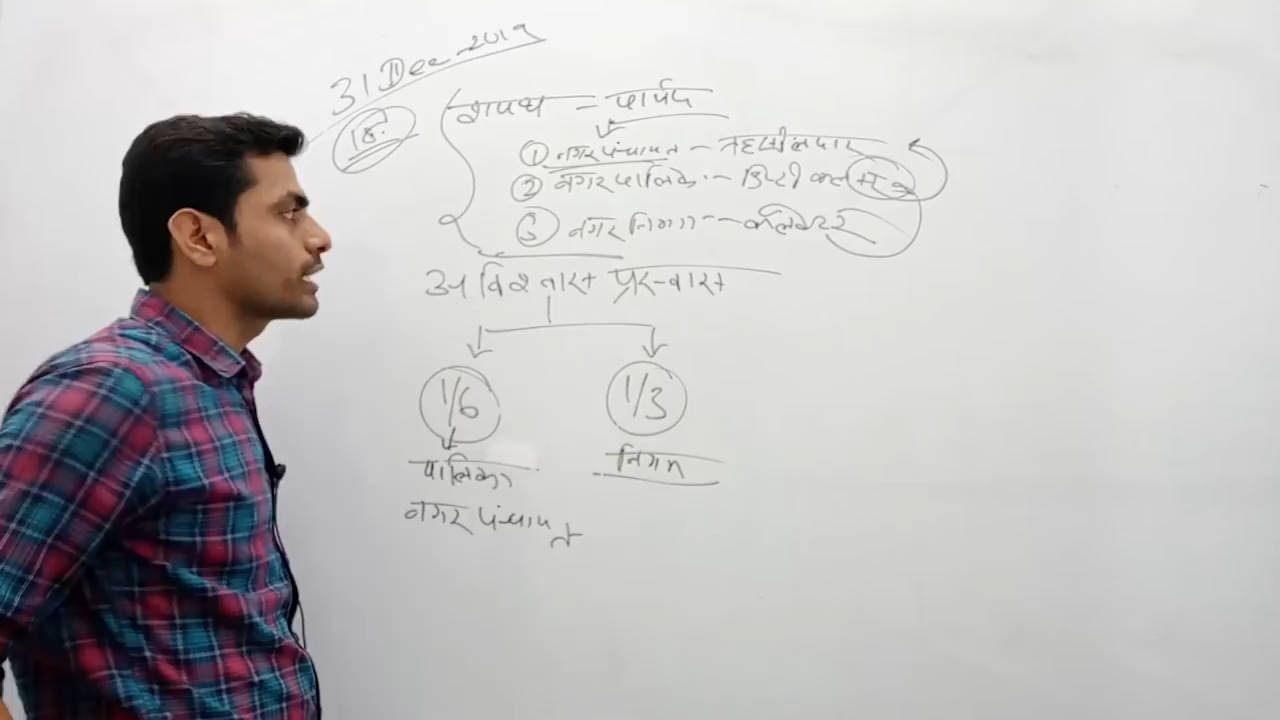 31 Dec 2019
शपथ = पार्षद
① नगर पंचायत - तहसीलदार
② नगर पालिका - डिप्टी कलेक्टर
③ नगर निगम - कलेक्टर
अविश्वास प्रस्ताव
1/6 1/3
पालिका निगम
नगर पंचायत